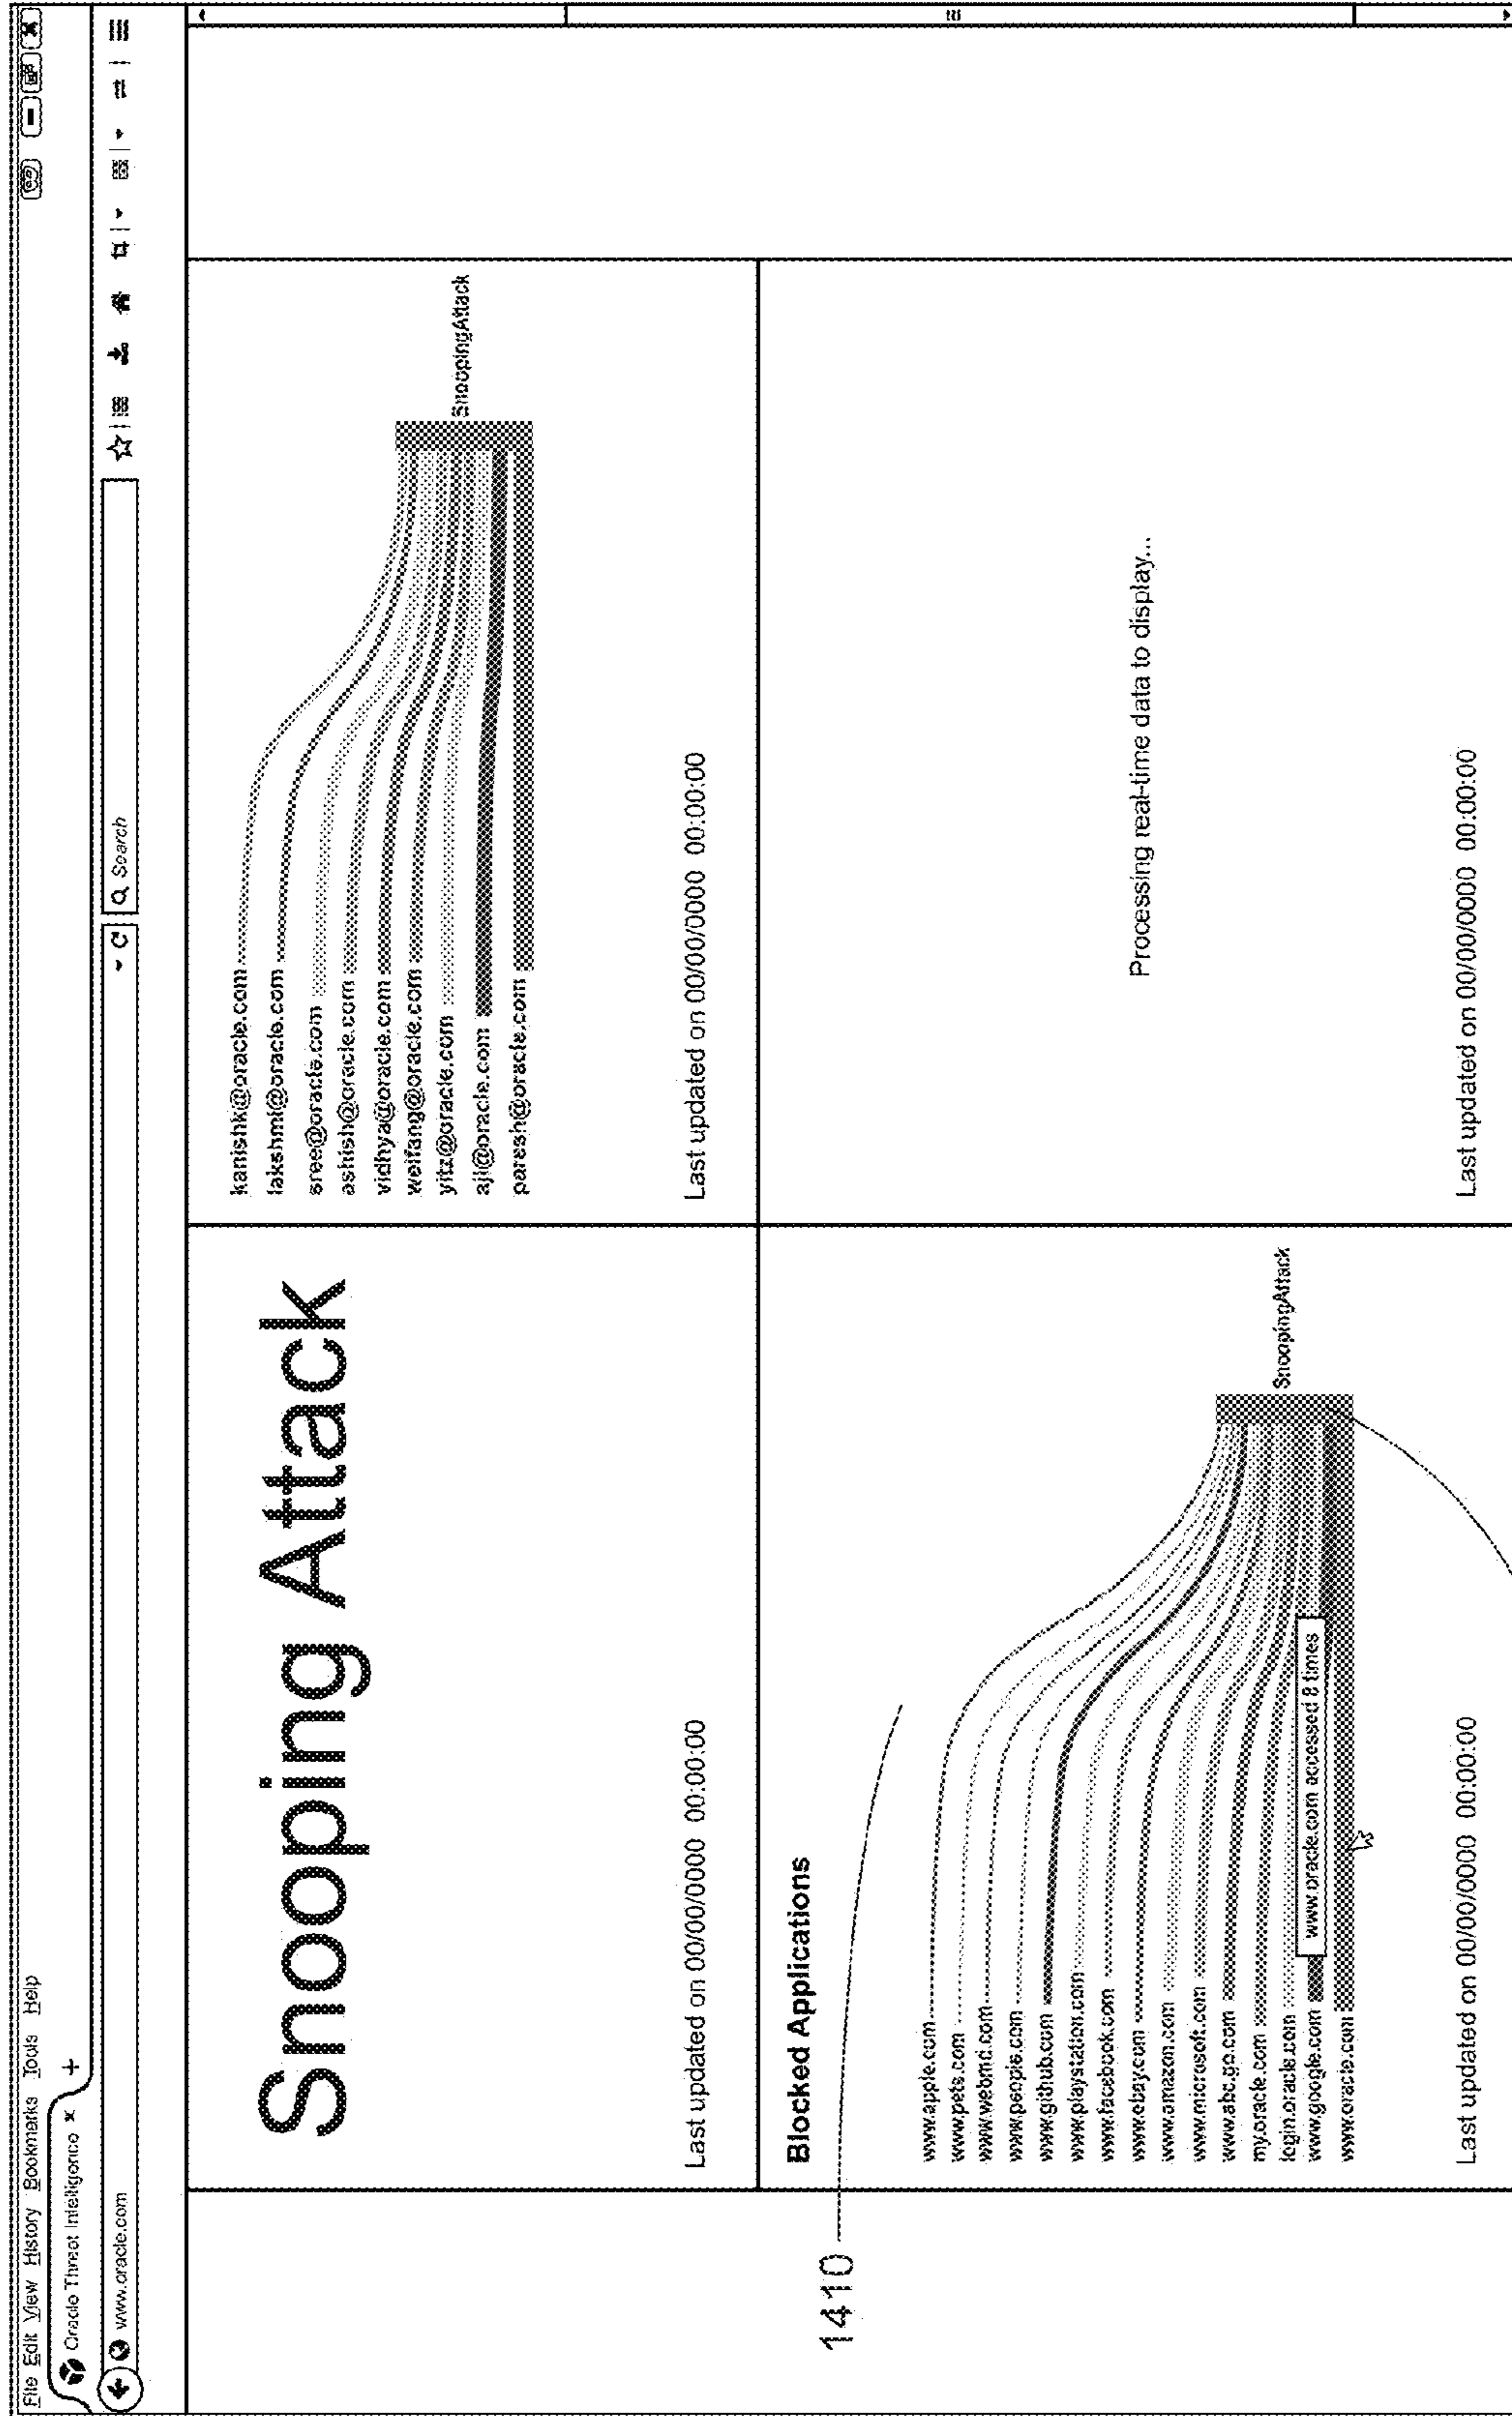 File Edit View History Bookmarks Tools Help
Oracle Threat Intelligence × +
www.oracle.com
Search
Snooping Attack
Last updated on 00/00/0000 00:00:00
kanishk@oracle.com
lakshmi@oracle.com
sree@oracle.com
ashish@oracle.com
vidhya@oracle.com
weifang@oracle.com
yitz@oracle.com
aji@oracle.com
paresh@oracle.com
SnoopingAttack
Last updated on 00/00/0000 00:00:00
1410
Blocked Applications
www.apple.com
www.pets.com
www.webmd.com
www.people.com
www.github.com
www.playstation.com
www.facebook.com
www.ebay.com
www.amazon.com
www.microsoft.com
www.abc.go.com
my.oracle.com
login.oracle.com
www.google.com
www.oracle.com
www.oracle.com accessed 8 times
SnoopingAttack
Last updated on 00/00/0000 00:00:00
Processing real-time data to display...
Last updated on 00/00/0000 00:00:00